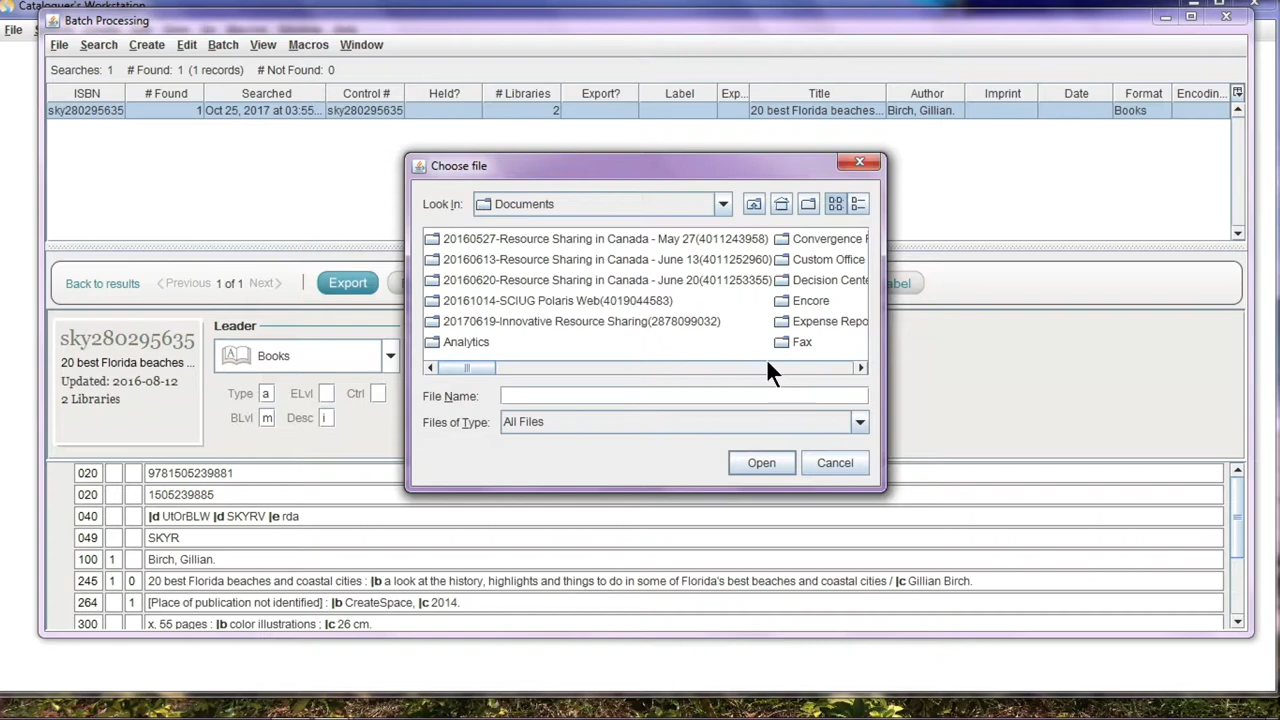 Cataloguer's Workstation
File
Batch Processing
File Search Create Edit Batch View Macros Window
Searches: 1 # Found: 1 (1 records) # Not Found: 0
ISBN # Found Searched Control # Held? # Libraries Export? Label Exp... Title Author Imprint Date Format Encodin...
sky280295635 1 Oct 25, 2017 at 03:55... sky280295635 2 20 best Florida beaches... Birch, Gillian. Books
Choose file
Look In: Documents
20160527-Resource Sharing in Canada - May 27(4011243958)
20160613-Resource Sharing in Canada - June 13(4011252960)
20160620-Resource Sharing in Canada - June 20(4011253355)
20161014-SCIUG Polaris Web(4019044583)
20170619-Innovative Resource Sharing(2878099032)
Analytics
Convergence
Custom Office
Decision Cente
Encore
Expense Repo
Fax
File Name:
Files of Type: All Files
Open Cancel
Back to results Previous 1 of 1 Next Export abel
sky280295635
20 best Florida beaches ...
Updated: 2016-08-12
2 Libraries
Leader
Books
Type a ELvl Ctrl
BLvl m Desc i
020 9781505239881
020 1505239885
040 |d UtOrBLW |d SKYRV |e rda
049 SKYR
100 1 Birch, Gillian.
245 1 0 20 best Florida beaches and coastal cities : |b a look at the history, highlights and things to do in some of Florida's best beaches and coastal cities / |c Gillian Birch.
264 1 [Place of publication not identified] : |b CreateSpace, |c 2014.
300 x, 55 pages : |b color illustrations ; |c 26 cm.